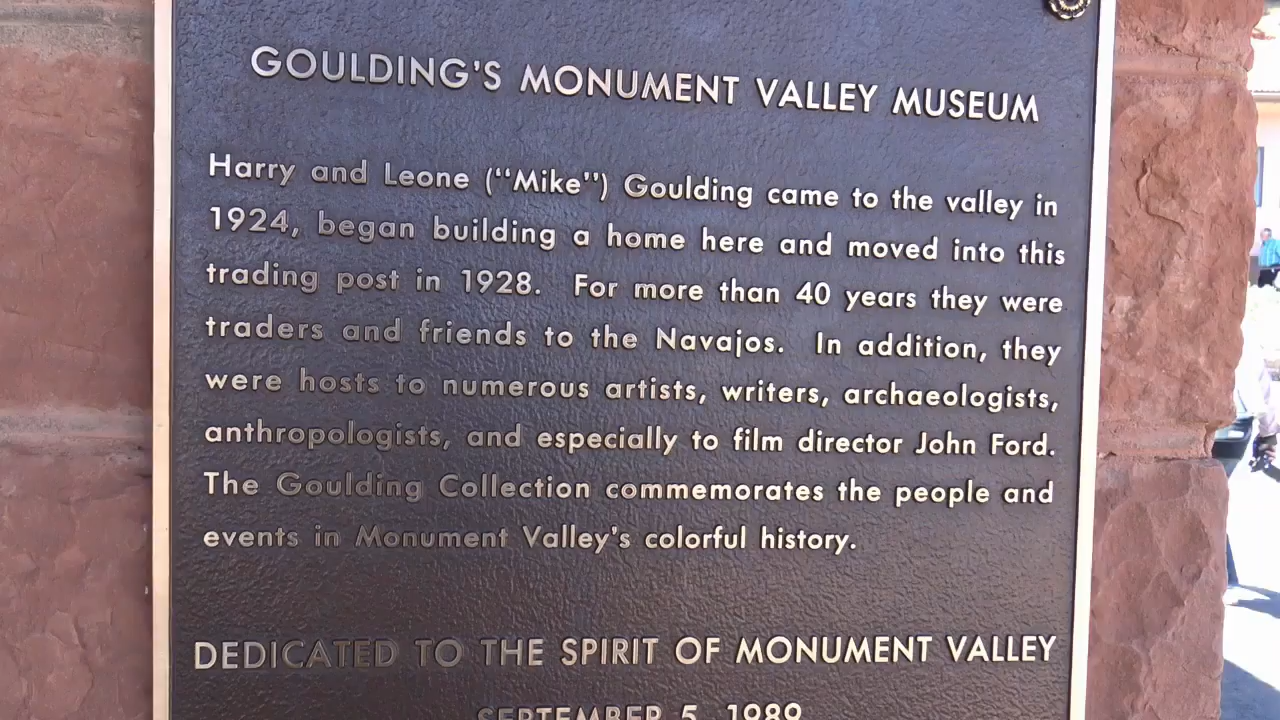 GOULDING'S MONUMENT VALLEY MUSEUM
Harry and Leone (“Mike”) Goulding came to the valley in
1924, began building a home here and moved into this
trading post in 1928. For more than 40 years they were
traders and friends to the Navajos. In addition, they
were hosts to numerous artists, writers, archaeologists,
anthropologists, and especially to film director John Ford.
The Goulding Collection commemorates the people and
events in Monument Valley's colorful history.
DEDICATED TO THE SPIRIT OF MONUMENT VALLEY
SEPTEMBER 5, 1989